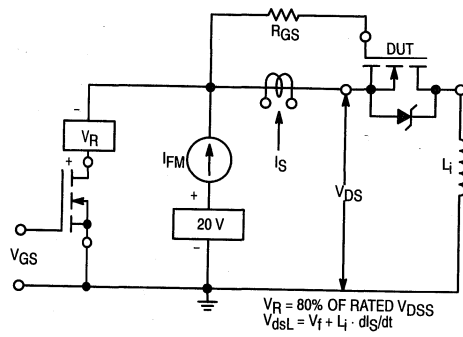 RGS
DUT
–
VR
+
IFM
IS
Li
VDS
+
20 V
–
VGS
VR = 80% OF RATED VDSS
VdsL = Vf + Li · dIS/dt